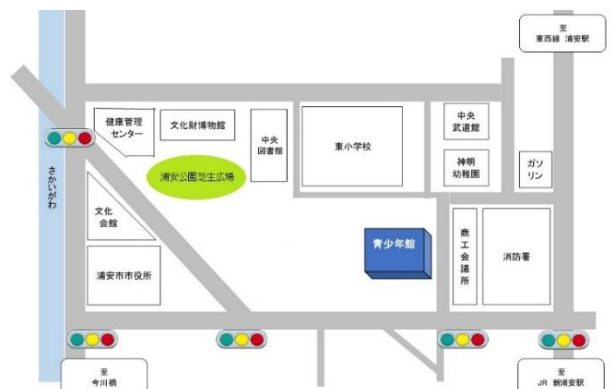 至
東西線 浦安駅
健康管理
センター
文化財博物館
中央
図書館
東小学校
中央
武道館
神明
幼稚園
ガソ
リン
浦安公園芝生広場
さかいがわ
文化
会館
青少年館
商工会議所
消防署
浦安市市役所
至
今川橋
至
JR 新浦安駅